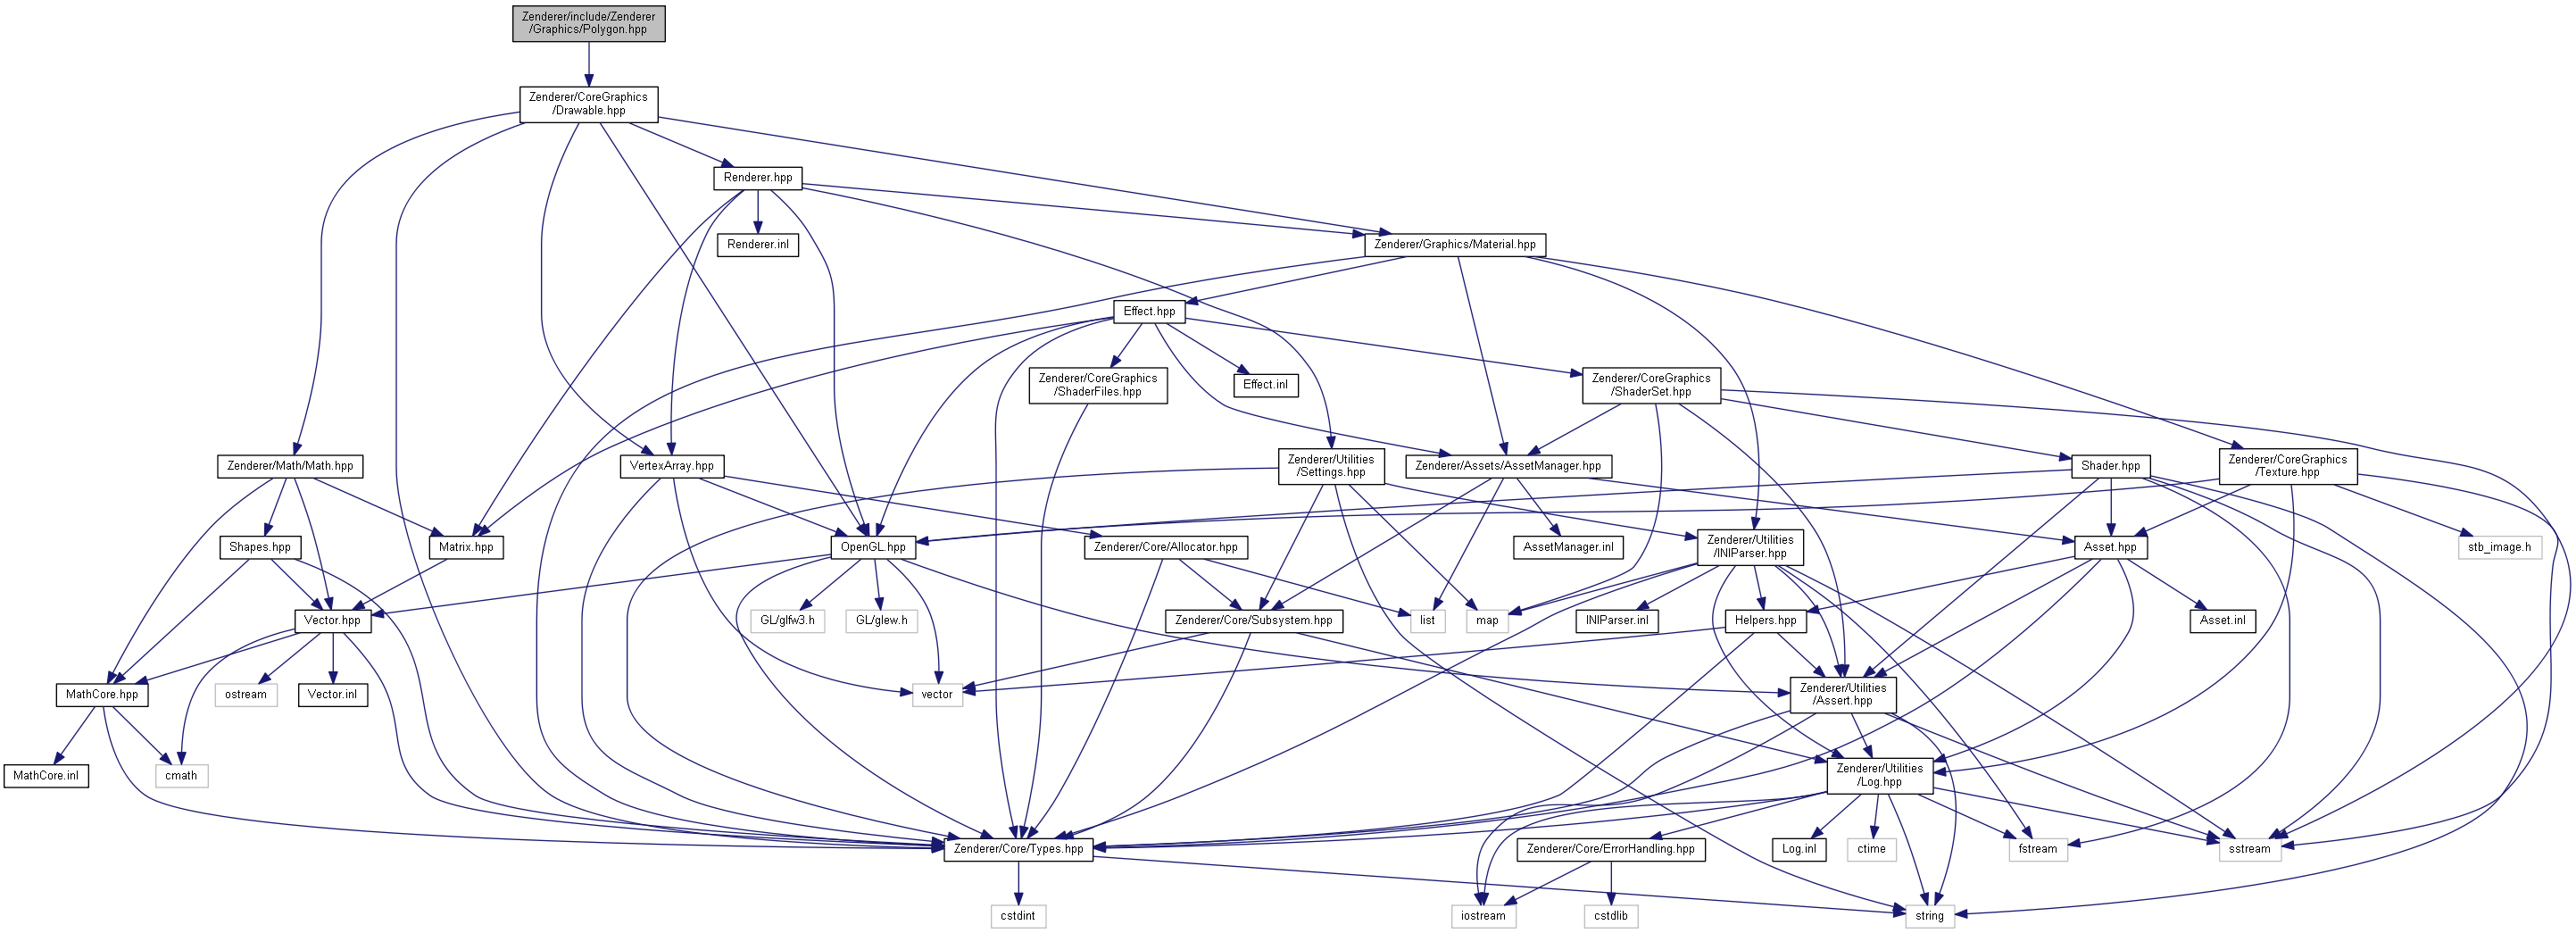 Zenderer/include/Zenderer
/Graphics/Polygon.hpp
Zenderer/CoreGraphics
/Drawable.hpp
Renderer.hpp
Renderer.inl
Zenderer/Graphics/Material.hpp
Effect.hpp
Zenderer/CoreGraphics
/ShaderFiles.hpp
Effect.inl
Zenderer/CoreGraphics
/ShaderSet.hpp
Zenderer/Math/Math.hpp
VertexArray.hpp
Zenderer/Utilities
/Settings.hpp
Zenderer/Assets/AssetManager.hpp
Shader.hpp
Zenderer/CoreGraphics
/Texture.hpp
Shapes.hpp
Matrix.hpp
OpenGL.hpp
Zenderer/Core/Allocator.hpp
AssetManager.inl
Zenderer/Utilities
/INIParser.hpp
Asset.hpp
stb_image.h
Vector.hpp
GL/glfw3.h
GL/glew.h
Zenderer/Core/Subsystem.hpp
list
map
INIParser.inl
Helpers.hpp
Asset.inl
MathCore.hpp
ostream
Vector.inl
vector
Zenderer/Utilities
/Assert.hpp
MathCore.inl
cmath
Zenderer/Utilities
/Log.hpp
Zenderer/Core/Types.hpp
Zenderer/Core/ErrorHandling.hpp
Log.inl
ctime
fstream
sstream
cstdint
iostream
cstdlib
string